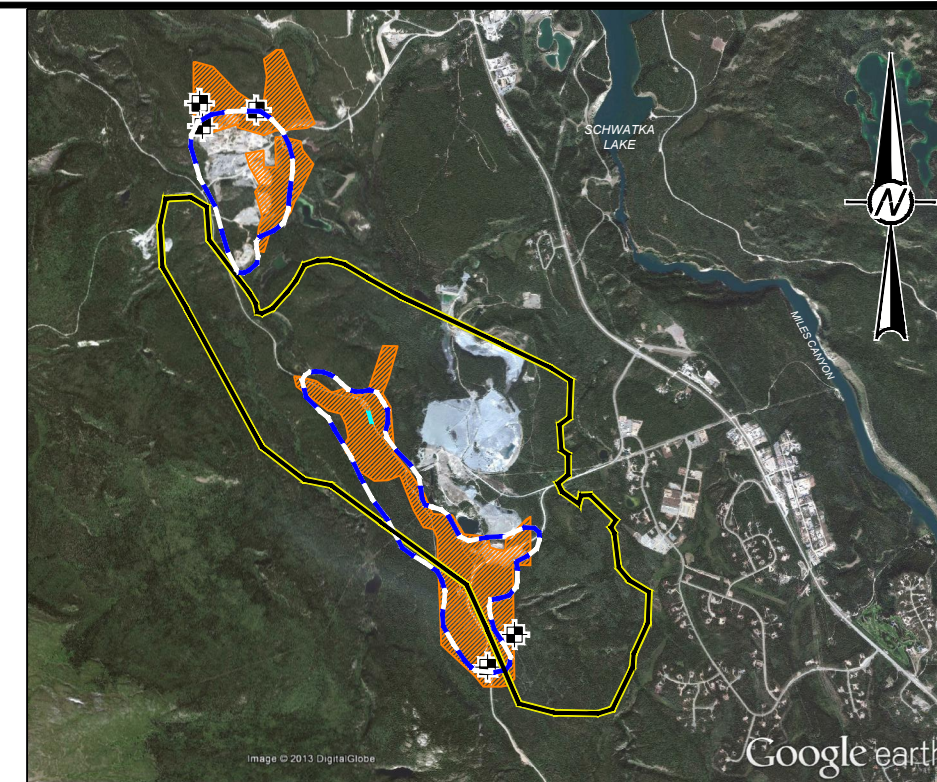 SCHWATKA
LAKE
N
MILES CANYON
Image © 2013 DigitalGlobe
Google earth